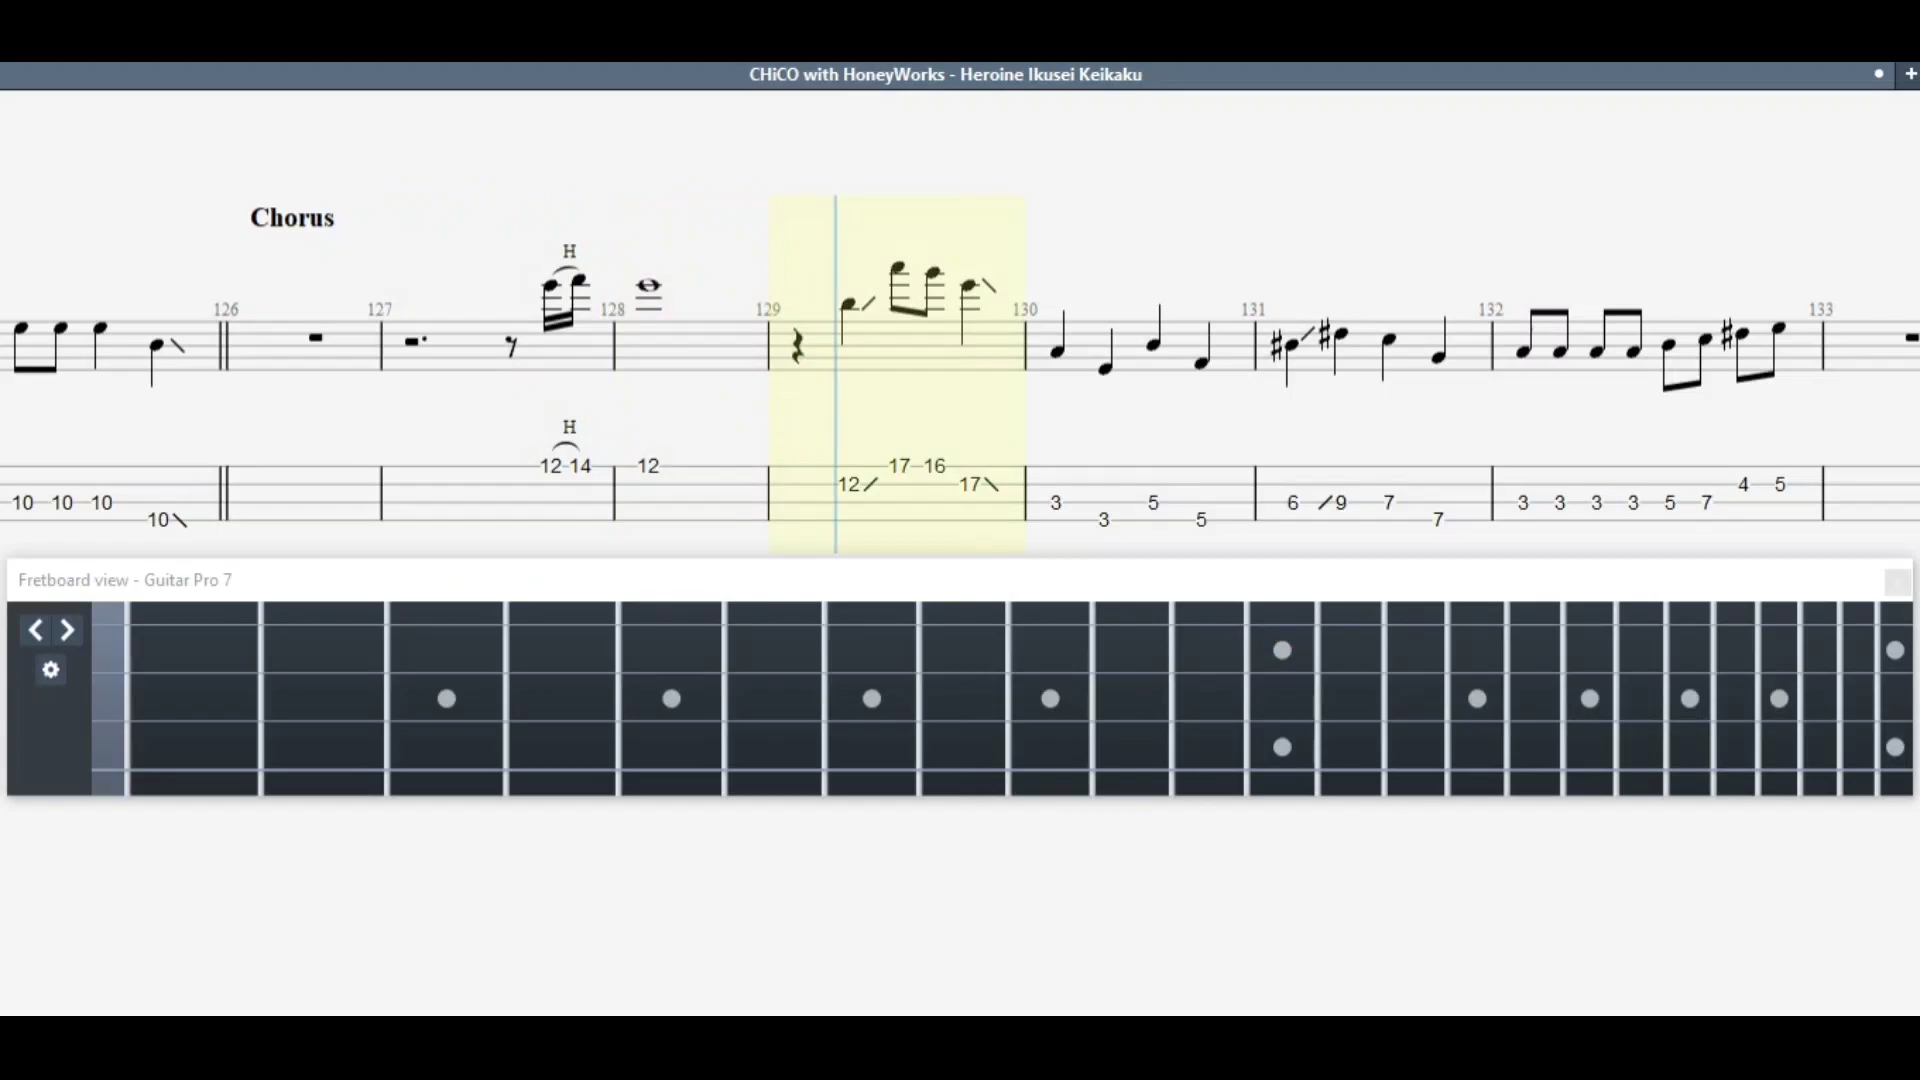 CHiCO with HoneyWorks - Heroine Ikusei Keikaku
Chorus
H
126 127 128 129 130 131 132 133
H
12 14 12 17 16
12 17 4 5
10 10 10 3 5 6 9 7 3 3 3 3 5 7
10 3 5 7
Fretboard view - Guitar Pro 7